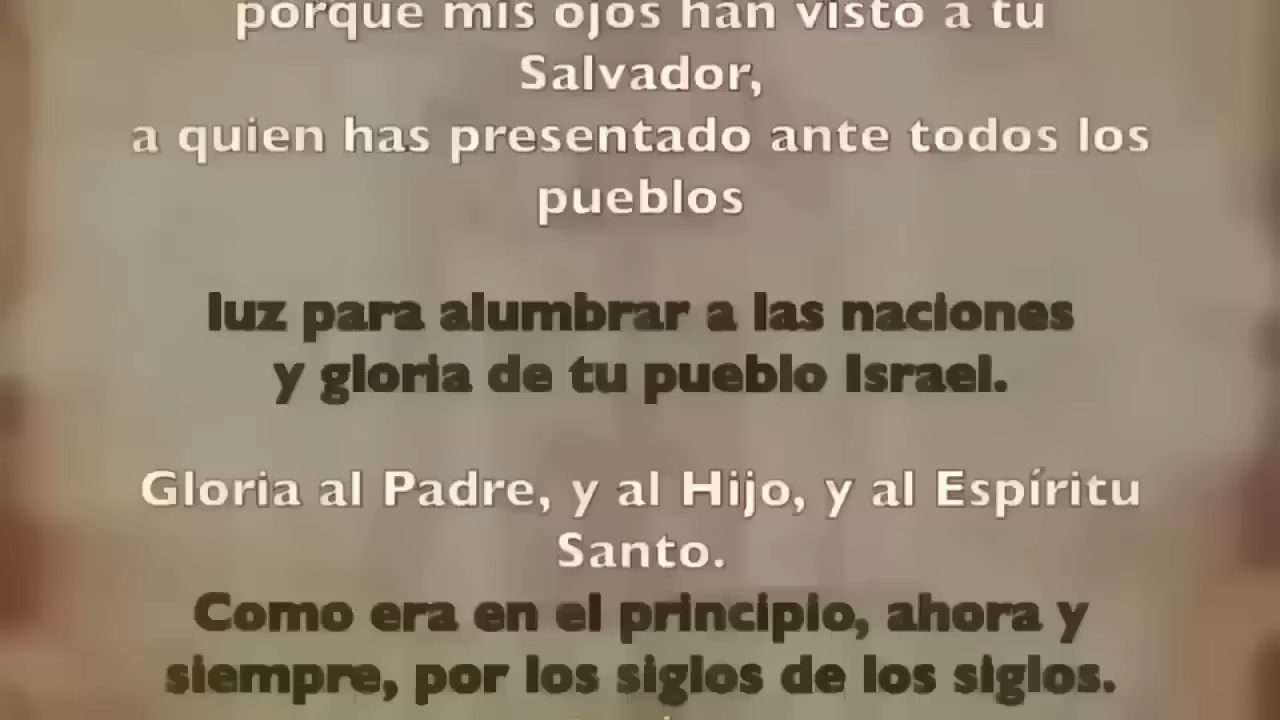 porque mis ojos han visto a tu
Salvador,
a quien has presentado ante todos los
pueblos
luz para alumbrar a las naciones
y gloria de tu pueblo Israel.
Gloria al Padre, y al Hijo, y al Espíritu
Santo.
Como era en el principio, ahora y
siempre, por los siglos de los siglos.